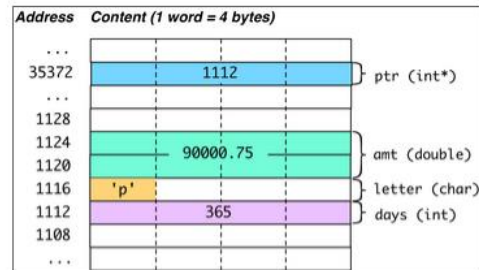 Address Content (1 word = 4 bytes)
...
35372 1112 ptr (int*)
...
1128
1124
90000.75 amt (double)
1120
1116 'p' letter (char)
1112 365 days (int)
1108
...